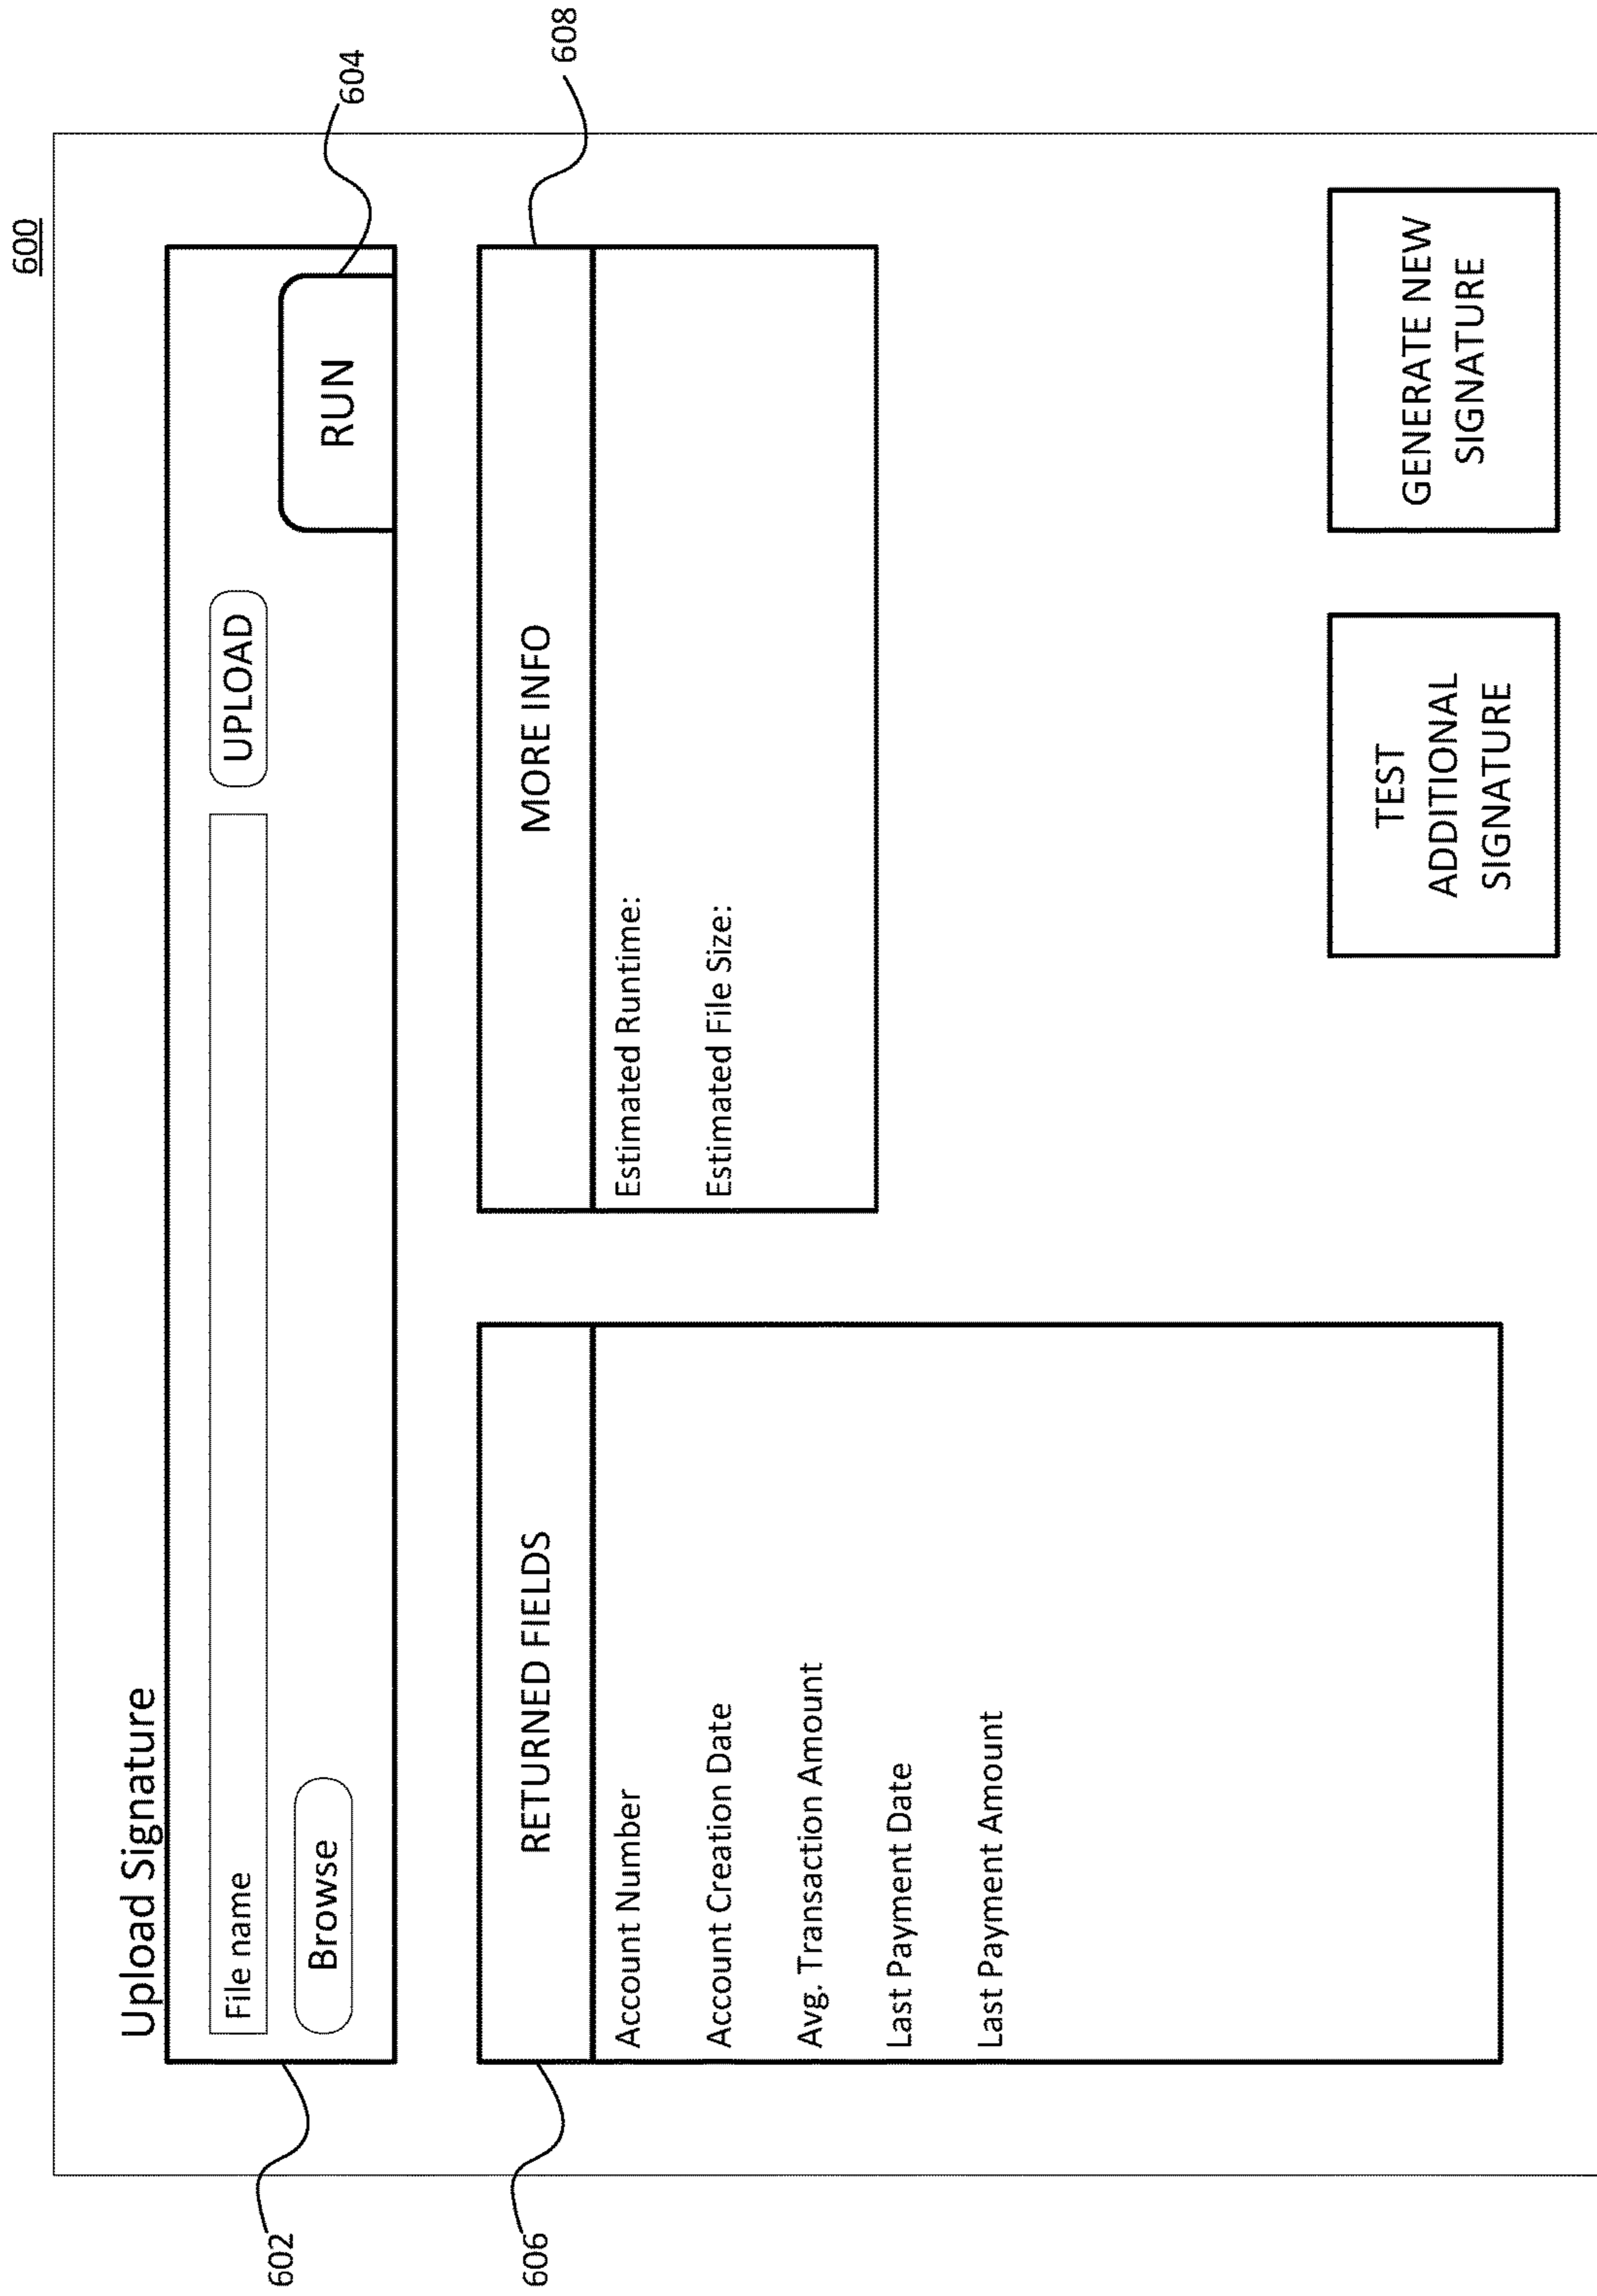 600
Upload Signature
File name
UPLOAD
Browse
RUN
602
604
RETURNED FIELDS
Account Number
Account Creation Date
Avg. Transaction Amount
Last Payment Date
Last Payment Amount
606
MORE INFO
Estimated Runtime:
Estimated File Size:
608
TEST
ADDITIONAL
SIGNATURE
GENERATE NEW
SIGNATURE